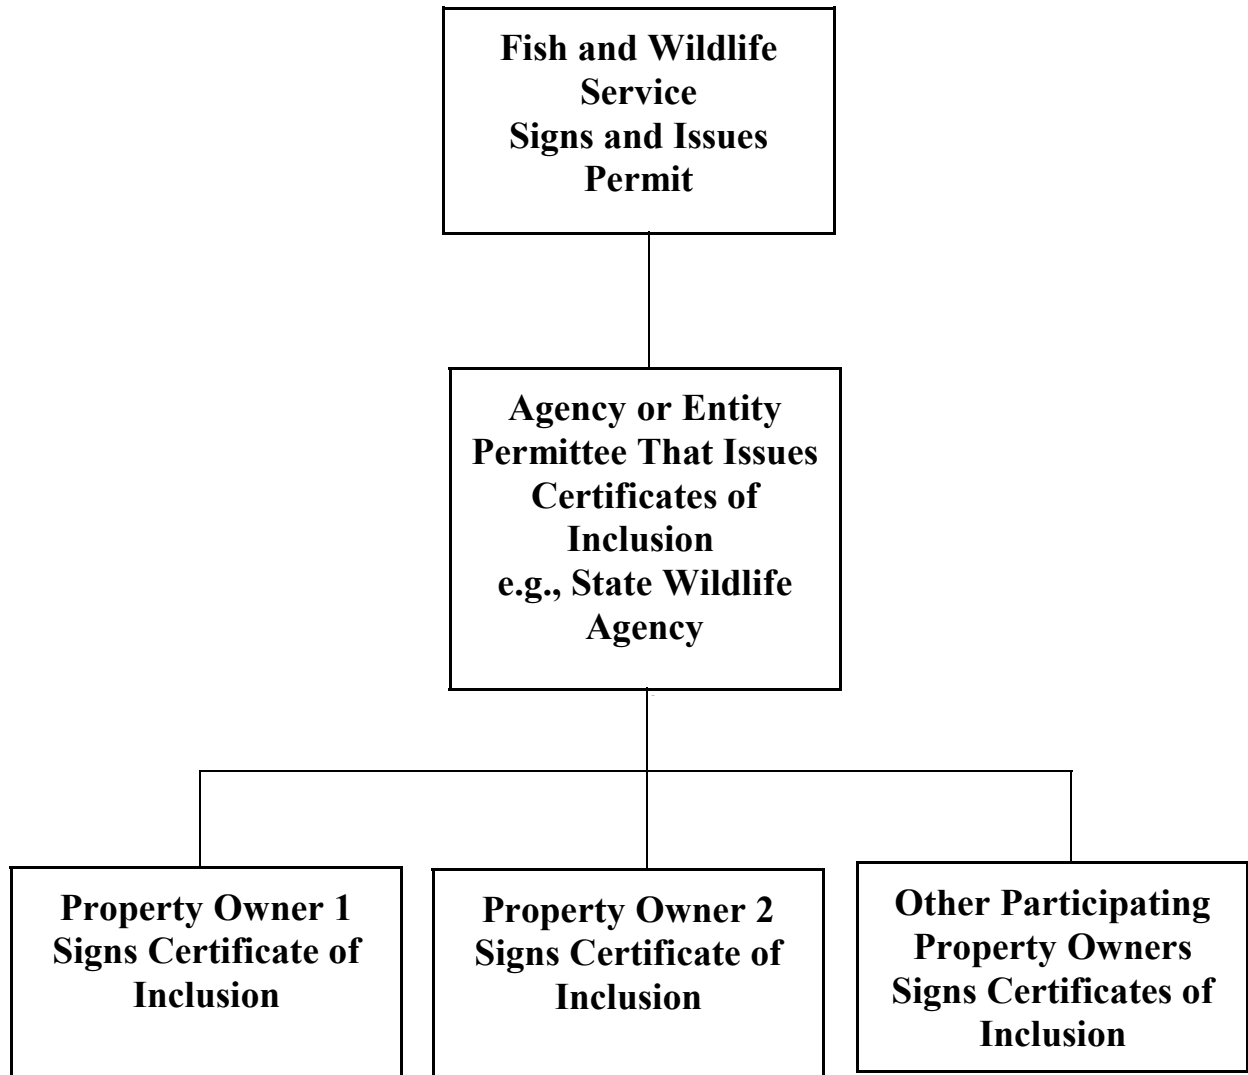 Fish and Wildlife
Service
Signs and Issues
Permit
Agency or Entity
Permittee That Issues
Certificates of
Inclusion
e.g., State Wildlife
Agency
Property Owner 1
Signs Certificate of
Inclusion
Property Owner 2
Signs Certificate of
Inclusion
Other Participating
Property Owners
Signs Certificates of
Inclusion